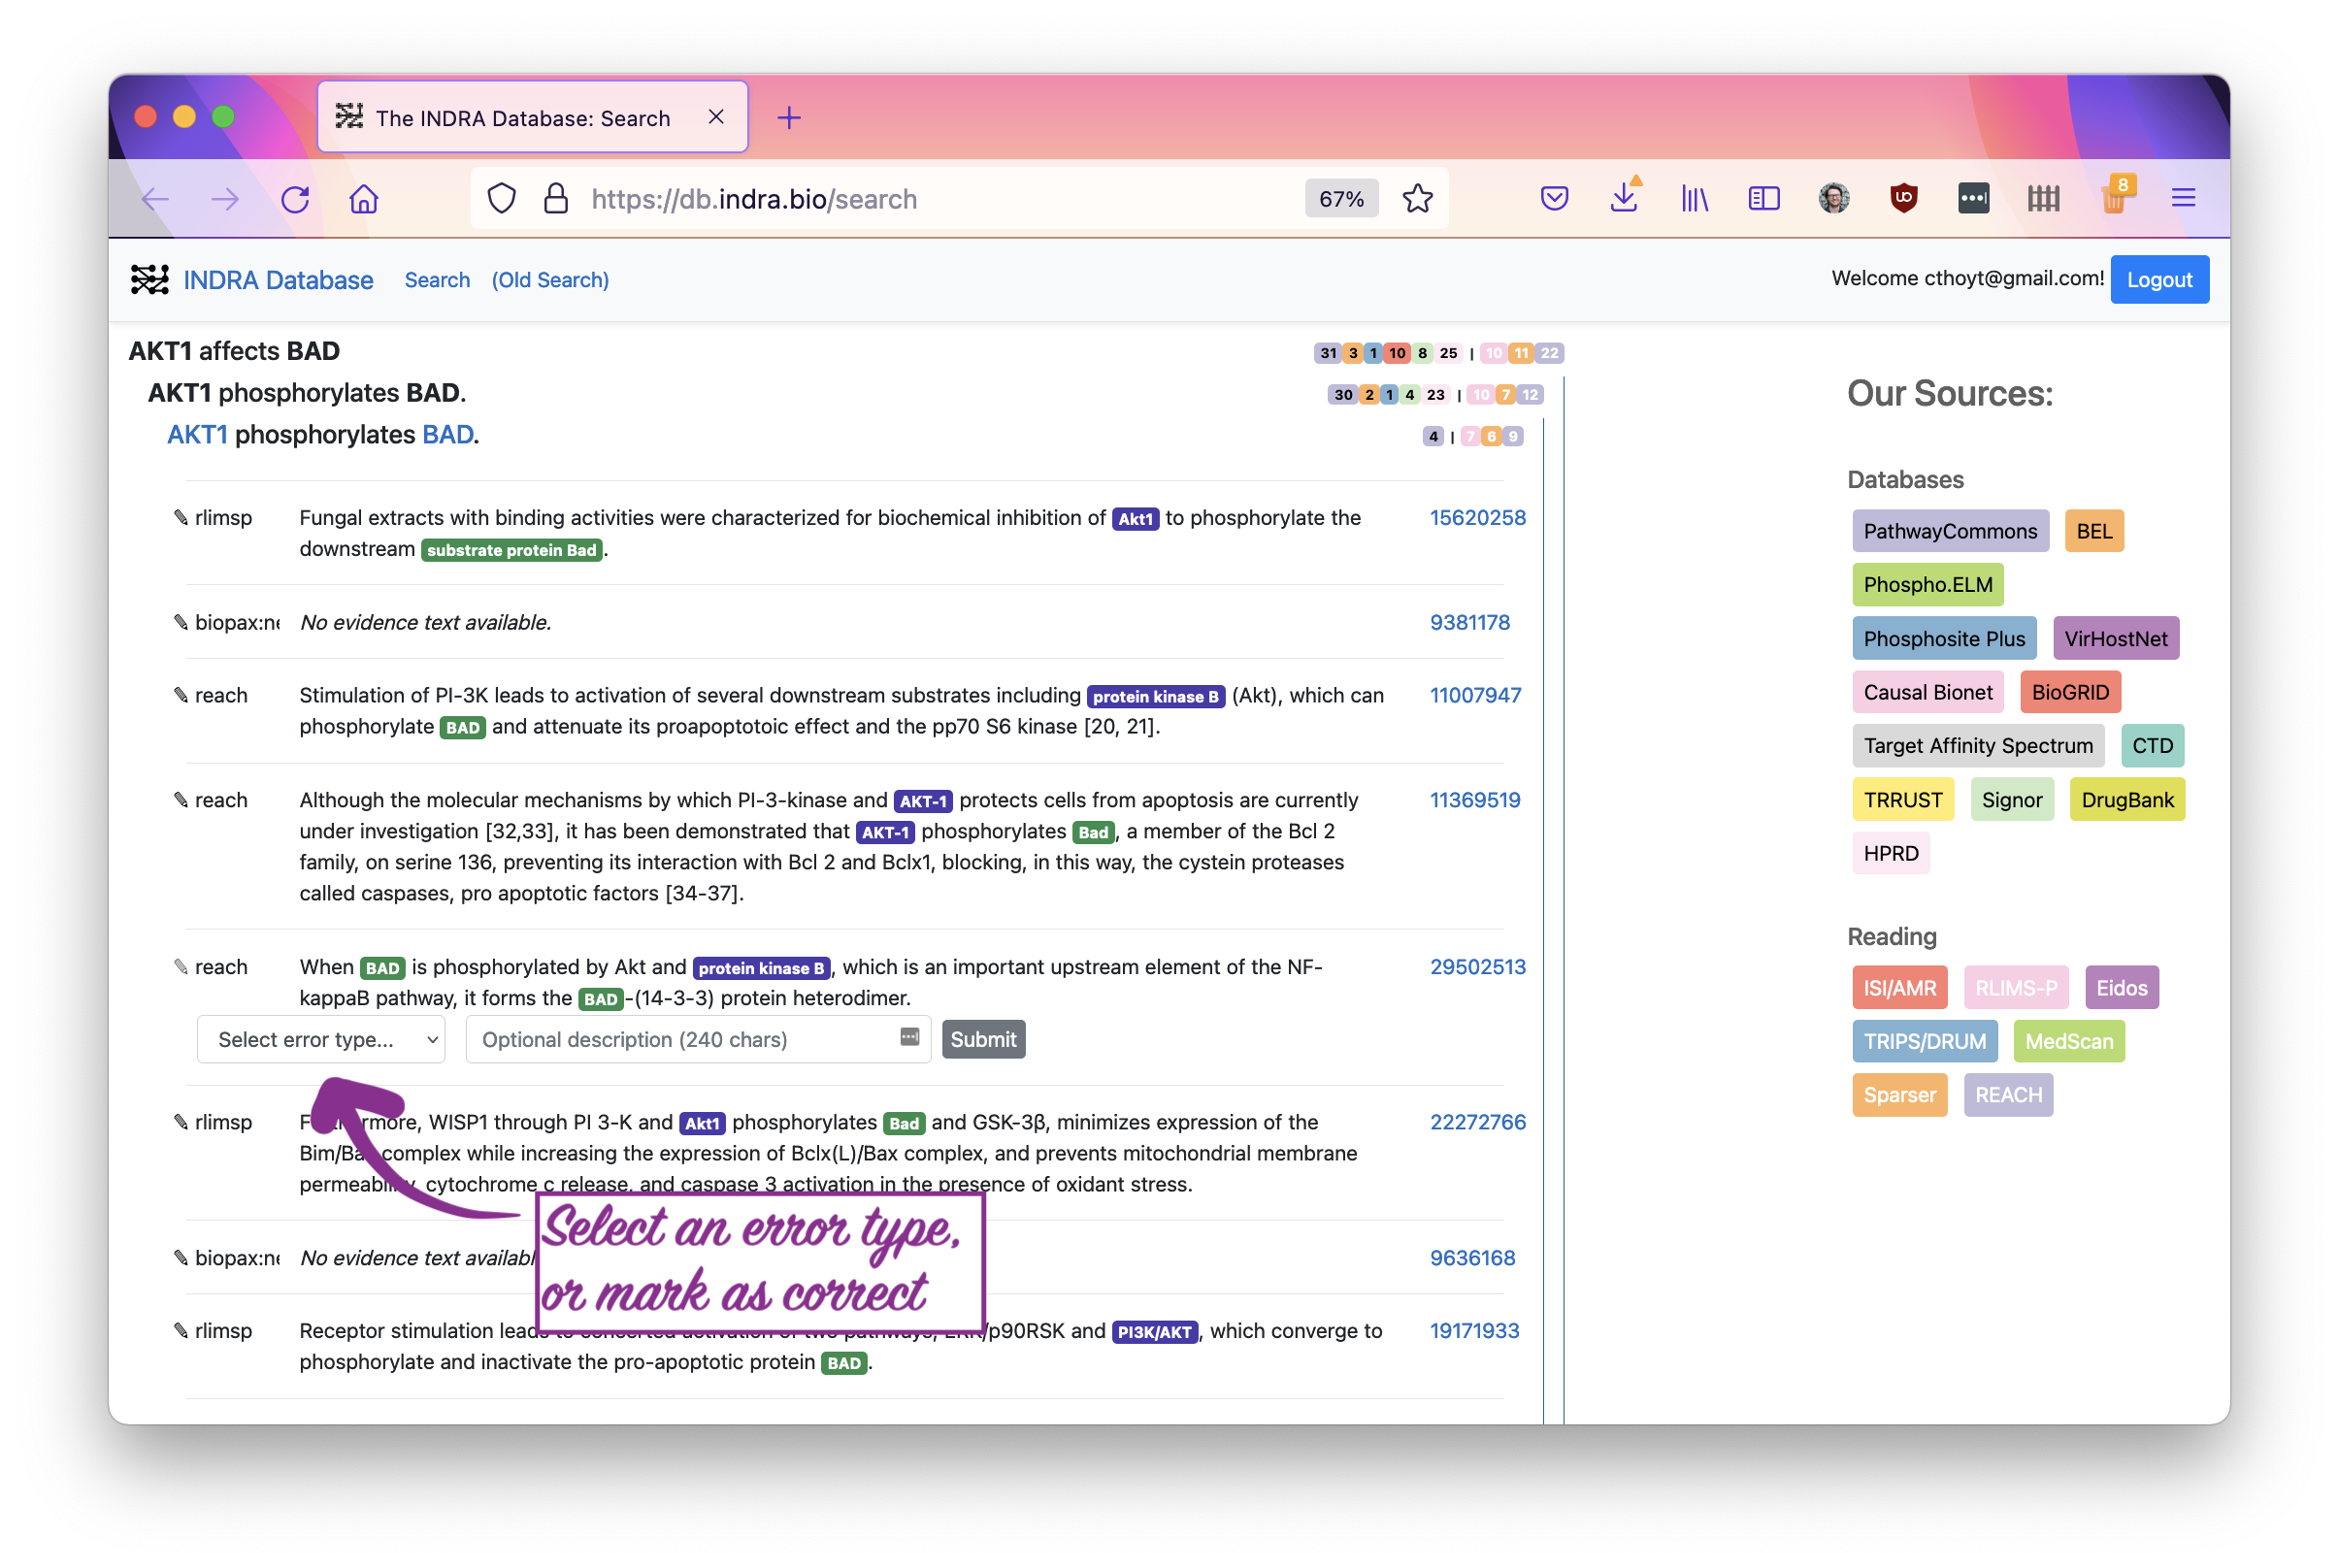 The INDRA Database: Search
https://db.indra.bio/search
67%
8
INDRA Database Search (Old Search)
Welcome cthoyt@gmail.com! Logout
AKT1 affects BAD
31 3 1 10 8 25 | 10 11 22
AKT1 phosphorylates BAD.
30 2 1 4 23 | 10 7 12
AKT1 phosphorylates BAD.
4 | 7 6 9
rlimsp Fungal extracts with binding activities were characterized for biochemical inhibition of Akt1 to phosphorylate the 15620258
downstream substrate protein Bad.
biopax:ne No evidence text available. 9381178
reach Stimulation of PI-3K leads to activation of several downstream substrates including protein kinase B (Akt), which can 11007947
phosphorylate BAD and attenuate its proapoptotoic effect and the pp70 S6 kinase [20, 21].
reach Although the molecular mechanisms by which PI-3-kinase and AKT-1 protects cells from apoptosis are currently 11369519
under investigation [32,33], it has been demonstrated that AKT-1 phosphorylates Bad, a member of the Bcl 2
family, on serine 136, preventing its interaction with Bcl 2 and Bclx1, blocking, in this way, the cystein proteases
called caspases, pro apoptotic factors [34-37].
reach When BAD is phosphorylated by Akt and protein kinase B, which is an important upstream element of the NF-29502513
kappaB pathway, it forms the BAD-(14-3-3) protein heterodimer.
Select error type... Optional description (240 chars) Submit
rlimsp WISP1 through PI 3-K and Akt1 phosphorylates Bad and GSK-3β, minimizes expression of the 22272766
complex while increasing the expression of Bclx(L)/Bax complex, and prevents mitochondrial membrane
cytochrome c release, and caspase 3 activation in the presence of oxidant stress.
Select an error type,
or mark as correct
biopax:ne No evidence text 9636168
rlimsp Receptor stimulation and PI3K/AKT, which converge to 19171933
phosphorylate and inactivate the pro-apoptotic protein BAD.
Our Sources:
Databases
PathwayCommons BEL
Phospho.ELM
Phosphosite Plus VirHostNet
Causal Bionet BioGRID
Target Affinity Spectrum CTD
TRRUST Signor DrugBank
HPRD
Reading
ISI/AMR RLIMS-P Eidos
TRIPS/DRUM MedScan
Sparser REACH